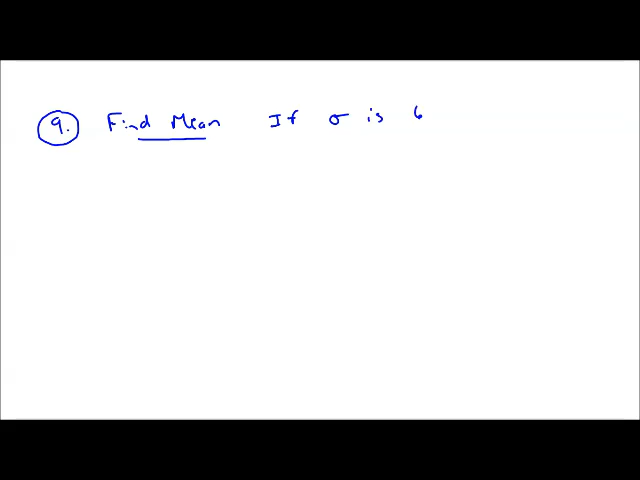 9. Find Mean If σ is 6